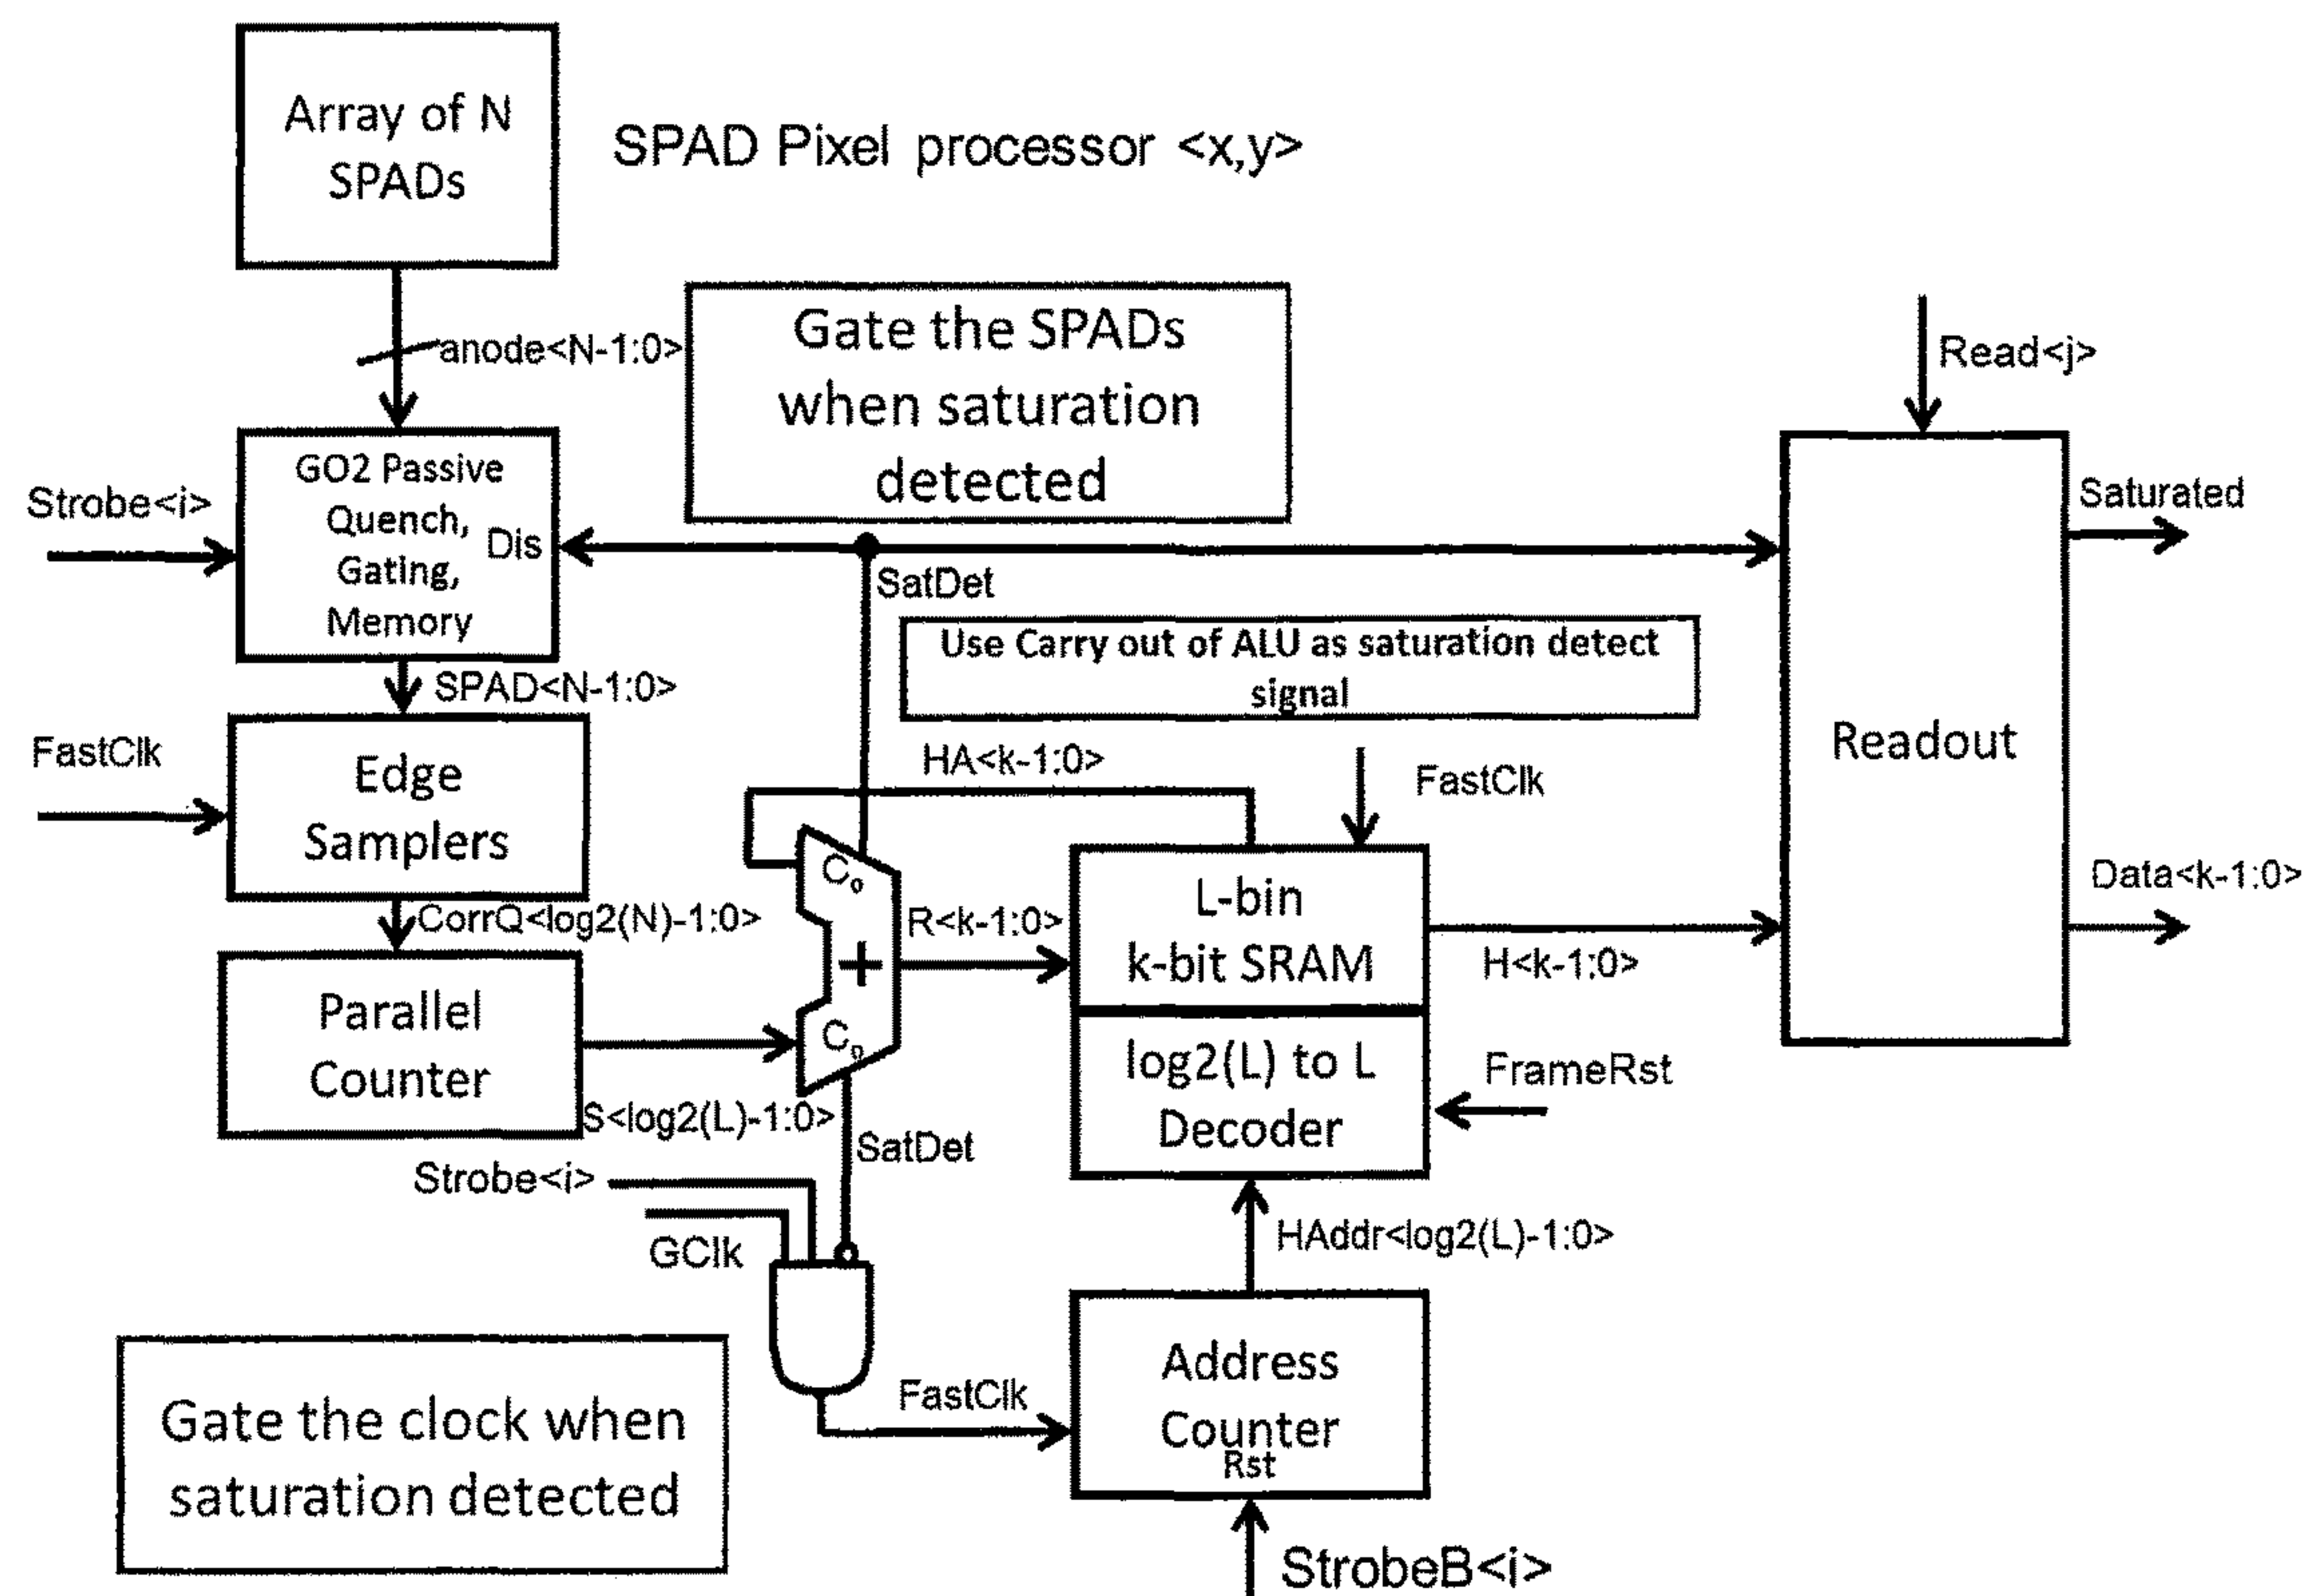 Array of N
SPADs
SPAD Pixel processor <x,y>
anode<N-1:0>
Gate the SPADs
when saturation
detected
Read<j>
Strobe<i>
GO2 Passive
Quench,
Gating,
Memory
Dis
Saturated
SatDet
Use Carry out of ALU as saturation detect
signal
SPAD<N-1:0>
FastClk
Edge
Samplers
HA<k-1:0>
FastClk
Readout
C₀
L-bin
k-bit SRAM
Data<k-1:0>
CorrQ<log2(N)-1:0>
R<k-1:0>
+
H<k-1:0>
Parallel
Counter
C₀
log2(L) to L
Decoder
FrameRst
S<log2(L)-1:0>
SatDet
Strobe<i>
GClk
HAddr<log2(L)-1:0>
FastClk
Address
Counter
Rst
Gate the clock when
saturation detected
StrobeB<i>